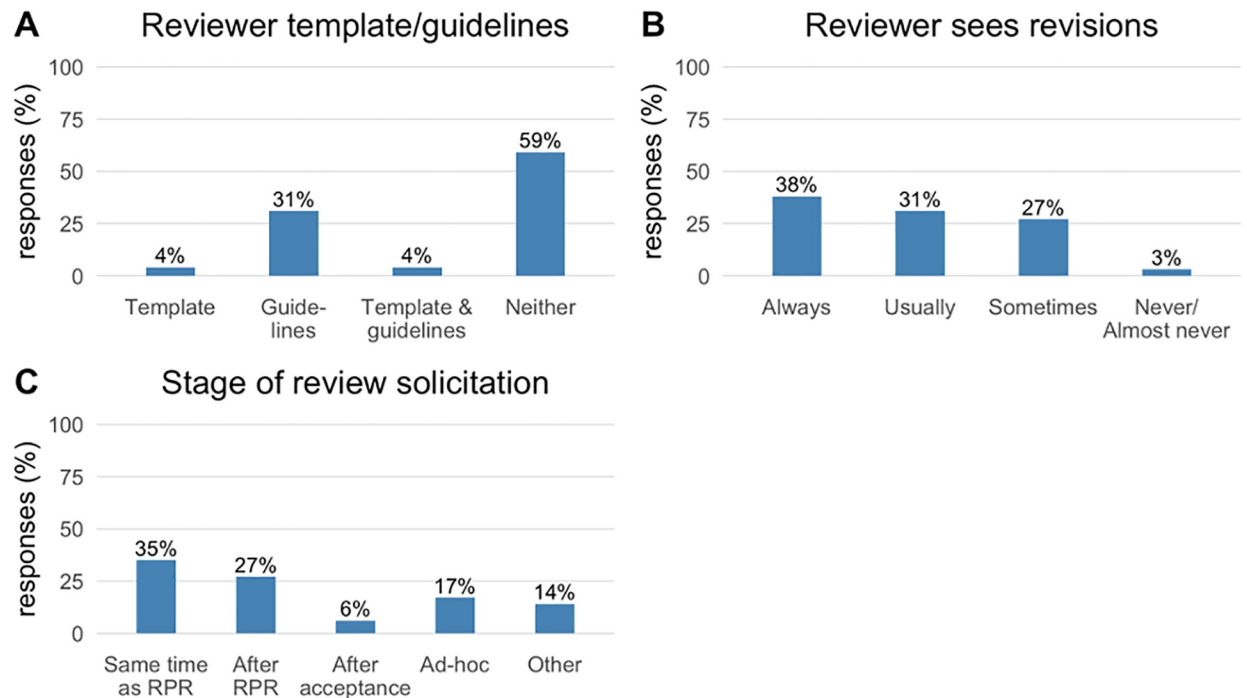 A Reviewer template/guidelines
responses (%)
100
75
50
25
0
4%
31%
4%
59%
Template
Guide-
lines
Template &
guidelines
Neither
B Reviewer sees revisions
responses (%)
100
75
50
25
0
38%
31%
27%
3%
Always
Usually
Sometimes
Never/
Almost never
C Stage of review solicitation
responses (%)
100
75
50
25
0
35%
27%
6%
17%
14%
Same time
as RPR
After
RPR
After
acceptance
Ad-hoc
Other